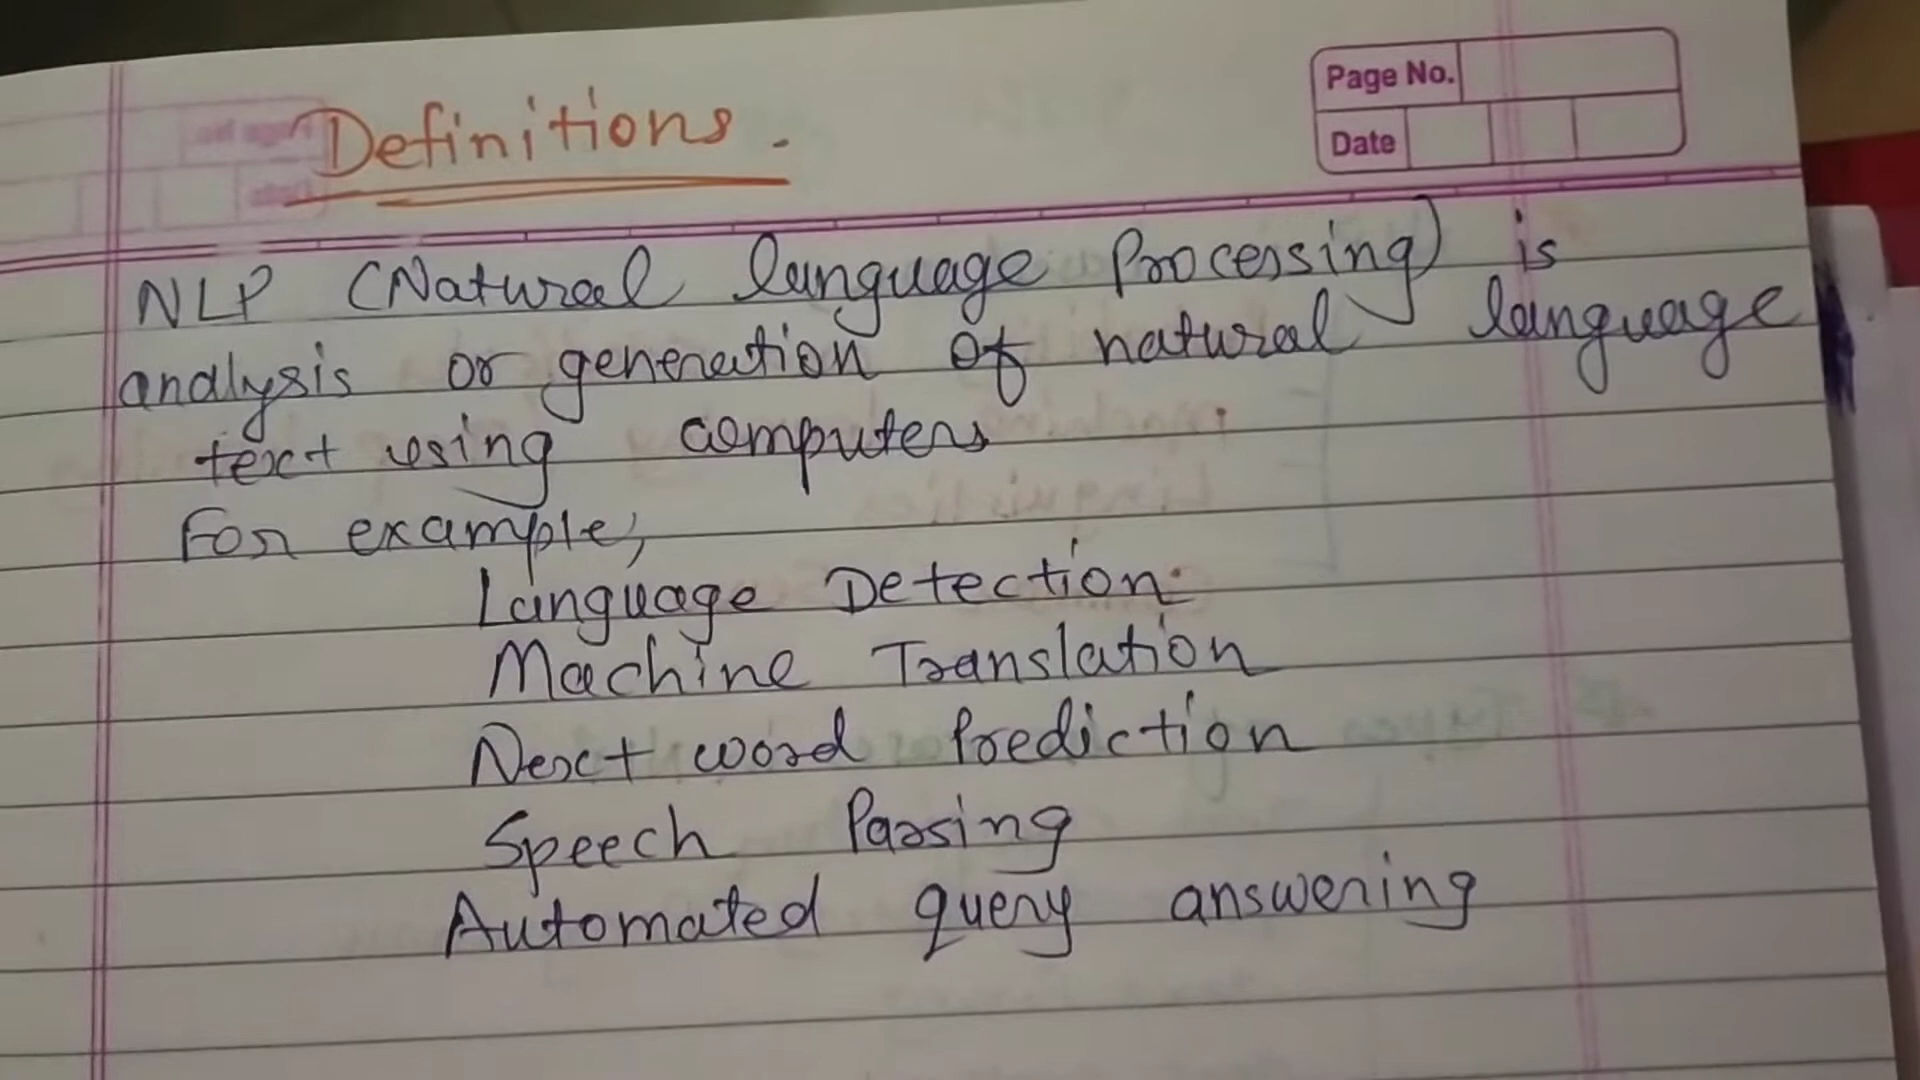 Page No.
Date
Definitions.
NLP (Natural language Processing) is
analysis or generation of natural language
text using computers
For example,
Language Detection.
Machine Translation
Next word Prediction
Speech Parsing
Automated query answering